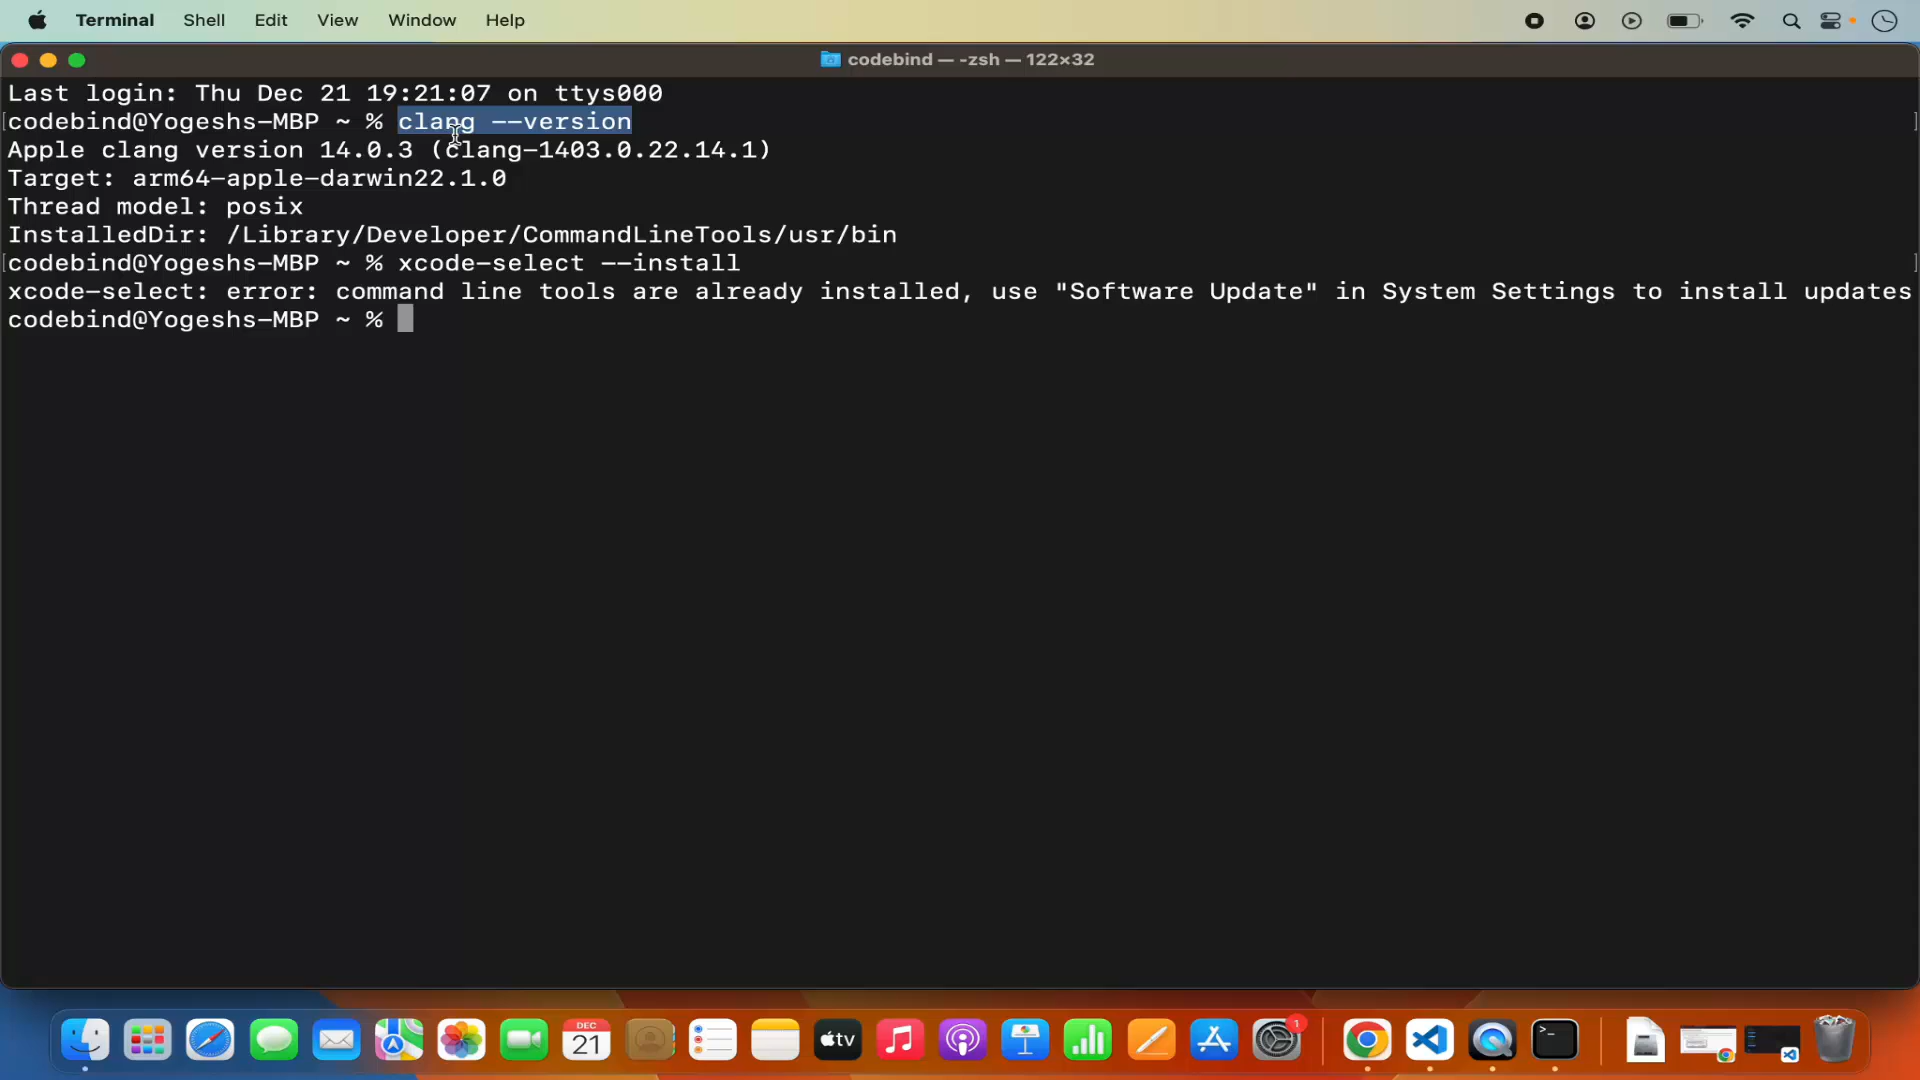 Terminal Shell Edit View Window Help
codebind — -zsh — 122×32
Last login: Thu Dec 21 19:21:07 on ttys000
[codebind@Yogeshs-MBP ~ % clang --version ]
Apple clang version 14.0.3 (clang-1403.0.22.14.1)
Target: arm64-apple-darwin22.1.0
Thread model: posix
InstalledDir: /Library/Developer/CommandLineTools/usr/bin
[codebind@Yogeshs-MBP ~ % xcode-select --install ]
xcode-select: error: command line tools are already installed, use "Software Update" in System Settings to install updates
codebind@Yogeshs-MBP ~ %
DEC
21
tv
1
>_